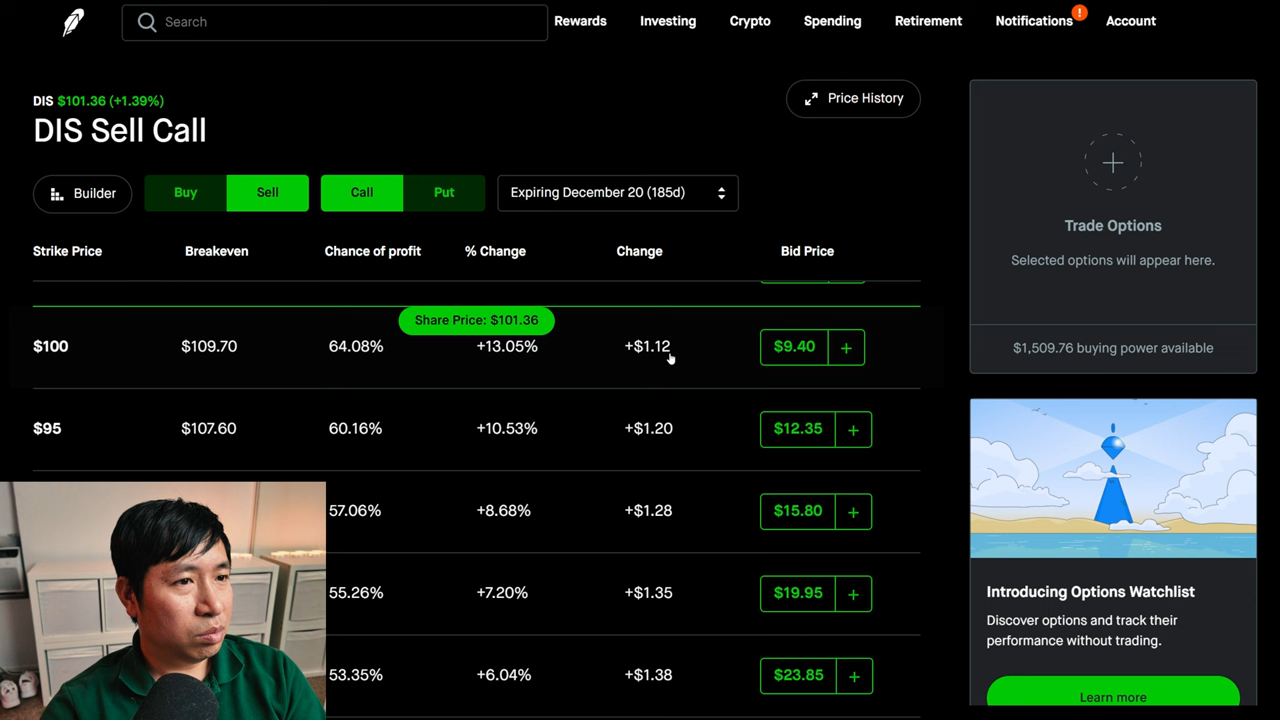 Search
Rewards
Investing
Crypto
Spending
Retirement
Notifications
!
Account
DIS $101.36 (+1.39%)
DIS Sell Call
Price History
Builder
Buy
Sell
Call
Put
Expiring December 20 (185d)
Strike Price Breakeven Chance of profit % Change Change Bid Price
Share Price: $101.36
$100 $109.70 64.08% +13.05% +$1.12 $9.40 +
$95 $107.60 60.16% +10.53% +$1.20 $12.35 +
57.06% +8.68% +$1.28 $15.80 +
55.26% +7.20% +$1.35 $19.95 +
53.35% +6.04% +$1.38 $23.85 +
Trade Options
Selected options will appear here.
$1,509.76 buying power available
Introducing Options Watchlist
Discover options and track their
performance without trading.
Learn more